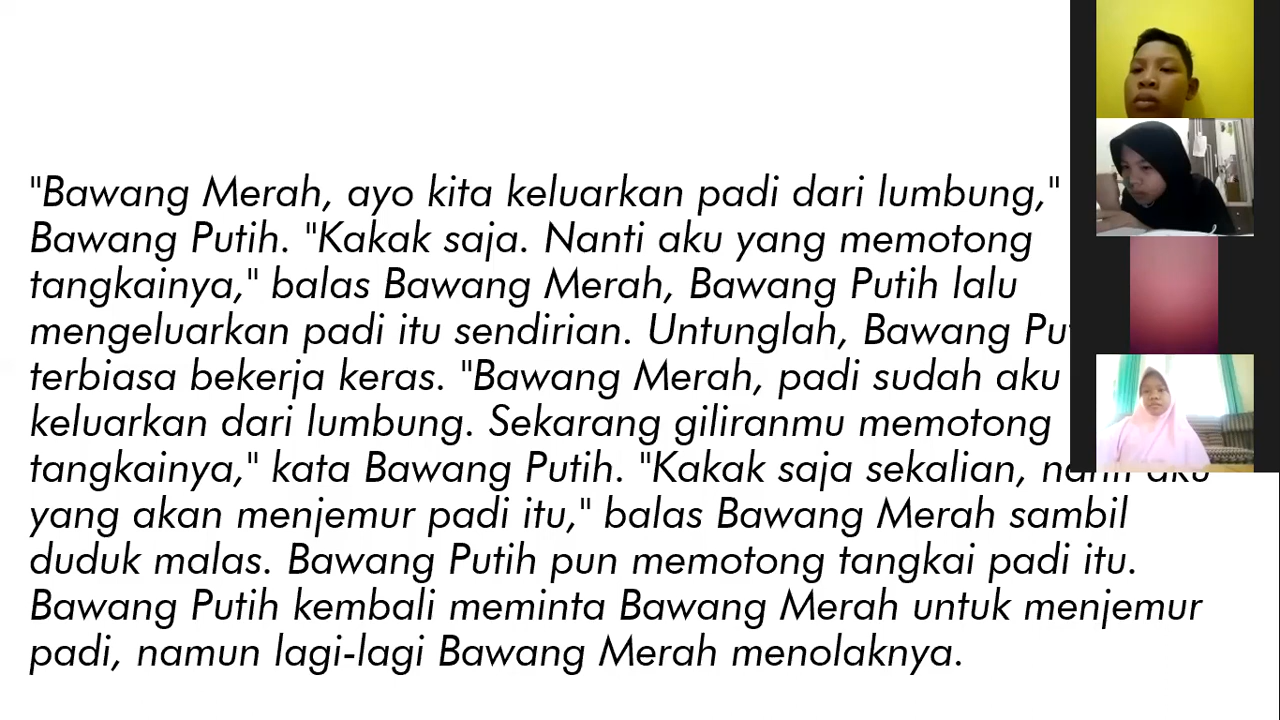 "Bawang Merah, ayo kita keluarkan padi dari lumbung,"
Bawang Putih. "Kakak saja. Nanti aku yang memotong
tangkainya," balas Bawang Merah, Bawang Putih lalu
mengeluarkan padi itu sendirian. Untunglah, Bawang
terbiasa bekerja keras. "Bawang Merah, padi sudah aku
keluarkan dari lumbung. Sekarang giliranmu memotong
tangkainya," kata Bawang Putih. "Kakak saja sekalian,
yang akan menjemur padi itu," balas Bawang Merah sambil
duduk malas. Bawang Putih pun memotong tangkai padi itu.
Bawang Putih kembali meminta Bawang Merah untuk menjemur
padi, namun lagi-lagi Bawang Merah menolaknya.